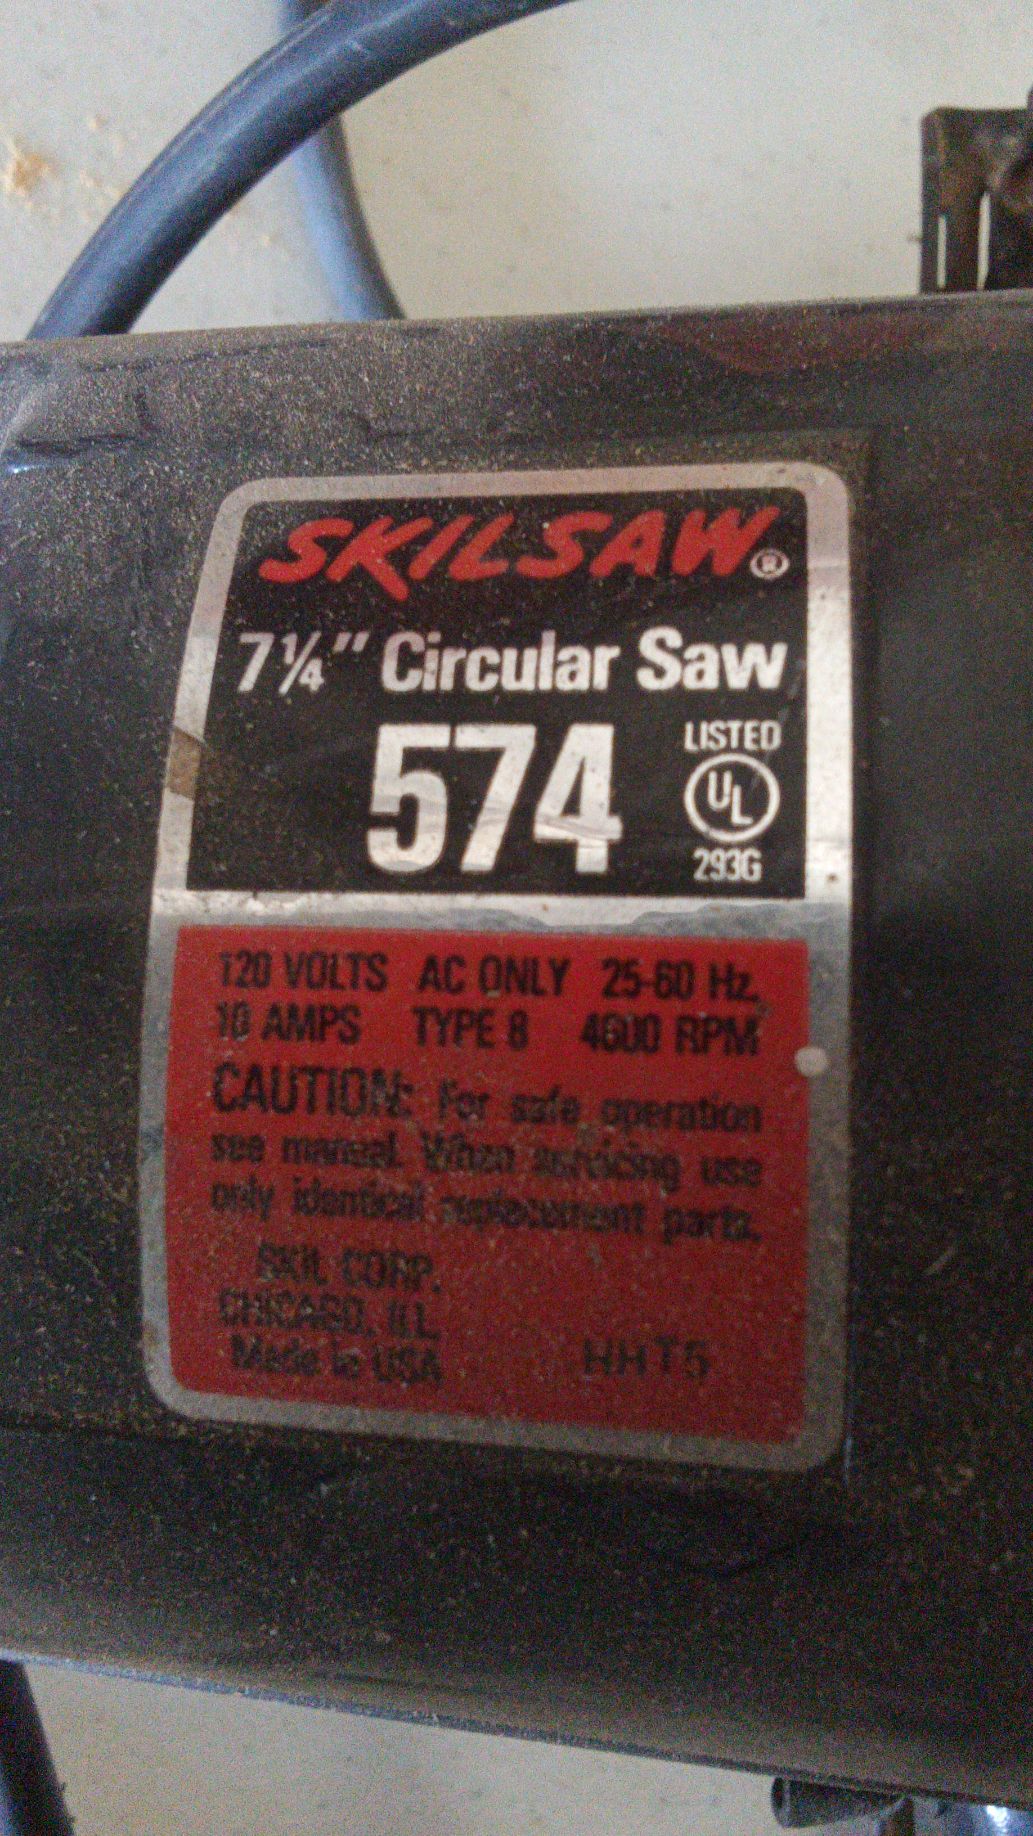 SKILSAW®
7¼" Circular Saw
574
LISTED
UL
293G
120 VOLTS AC ONLY 25-60 Hz.
10 AMPS TYPE 8 4600 RPM
CAUTION: For safe operation
see manual. When servicing use
only identical replacement parts.
SKIL CORP.
CHICAGO, ILL.
Made in USA
HHT5